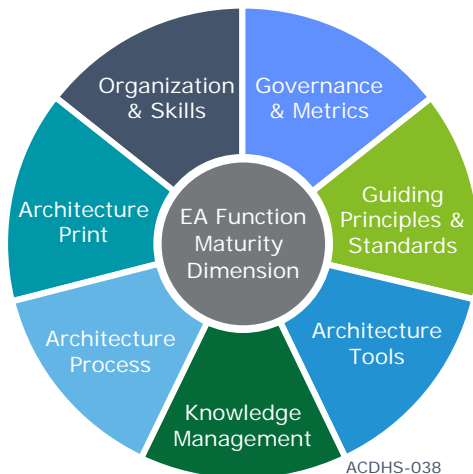 Organization
& Skills
Governance
& Metrics
Guiding
Principles &
Standards
Architecture
Print
EA Function
Maturity
Dimension
Architecture
Tools
Architecture
Process
Knowledge
Management
ACDHS-038